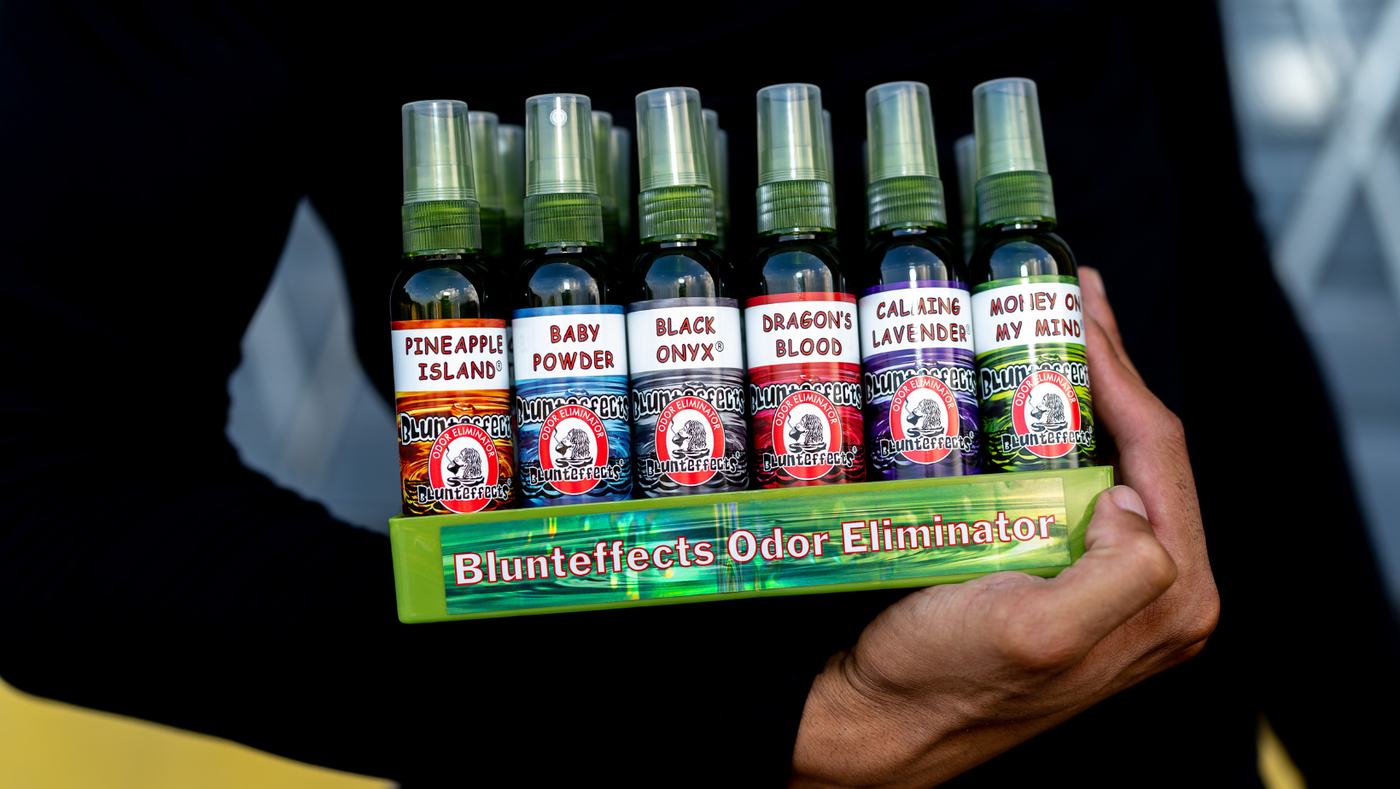 PINEAPPLE
ISLAND®
BABY
POWDER
BLACK
ONYX®
DRAGON'S
BLOOD
CALMING
LAVENDER®
MONEY ON
MY MIND®
Blunteffects
ODOR ELIMINATOR
Blunteffects®
Blunteffects
ODOR ELIMINATOR
Blunteffects®
Blunteffects
ODOR ELIMINATOR
Blunteffects®
Blunteffects
ODOR ELIMINATOR
Blunteffects®
Blunteffects
ODOR ELIMINATOR
Blunteffects®
Blunteffects
ODOR ELIMINATOR
Blunteffects®
Blunteffects Odor Eliminator